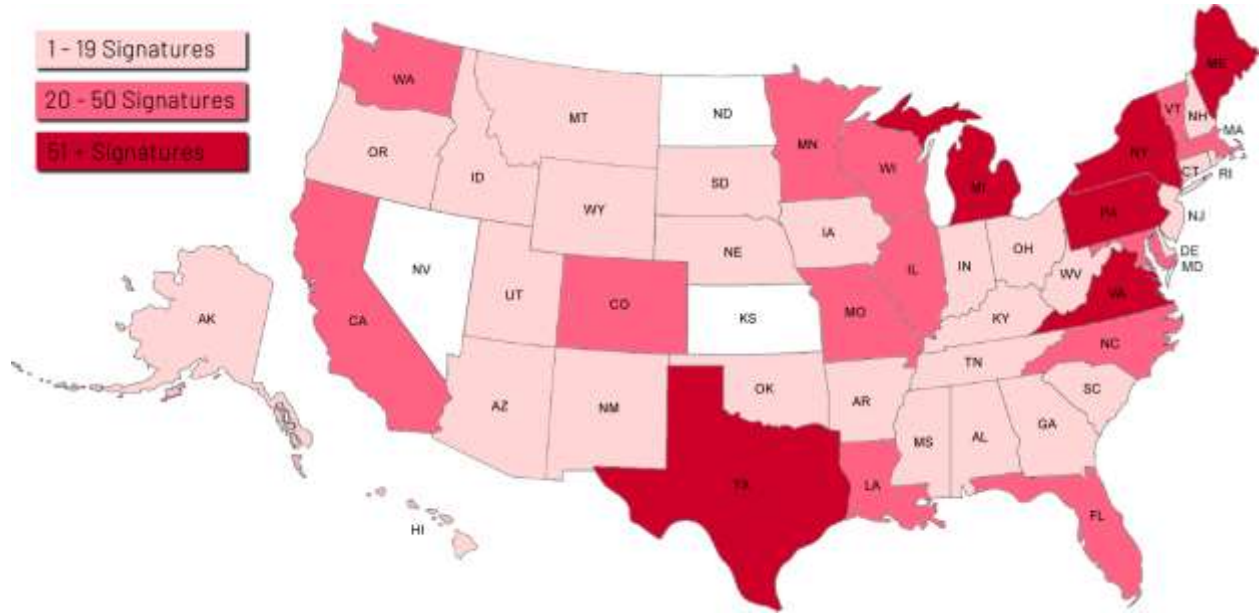 1 - 19 Signatures
20 - 50 Signatures
51 + Signatures
WA
MT
ND
MN
ME
VT
NH
MA
OR
ID
SD
WI
MI
NY
CT
RI
WY
IA
PA
NJ
NV
NE
IL
IN
OH
DE
MD
UT
CO
KS
MO
WV
VA
CA
KY
NC
AK
TN
AZ
NM
OK
AR
SC
MS
AL
GA
TX
LA
FL
HI